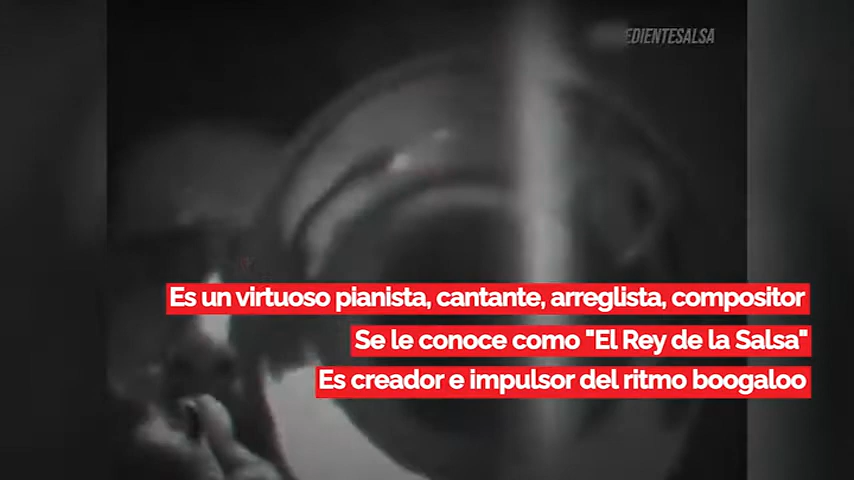 EDIENTESALSA
Es un virtuoso pianista, cantante, arreglista, compositor
Se le conoce como "El Rey de la Salsa"
Es creador e impulsor del ritmo boogaloo